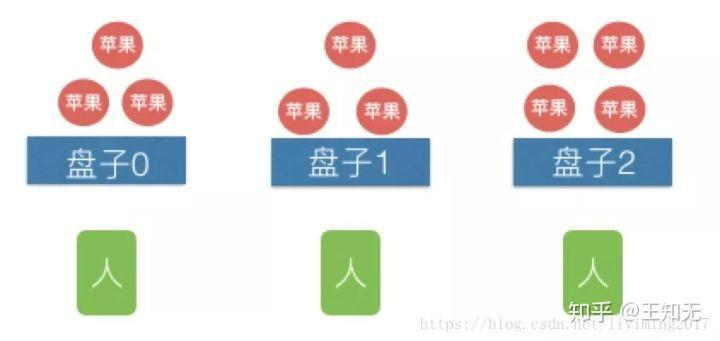 苹果 苹果 苹果 苹果
苹果 苹果 苹果 苹果 苹果 苹果
盘子0 盘子1 盘子2
人 人 人
知乎 @王知无
https://blog.csdn.net/liyiming2017